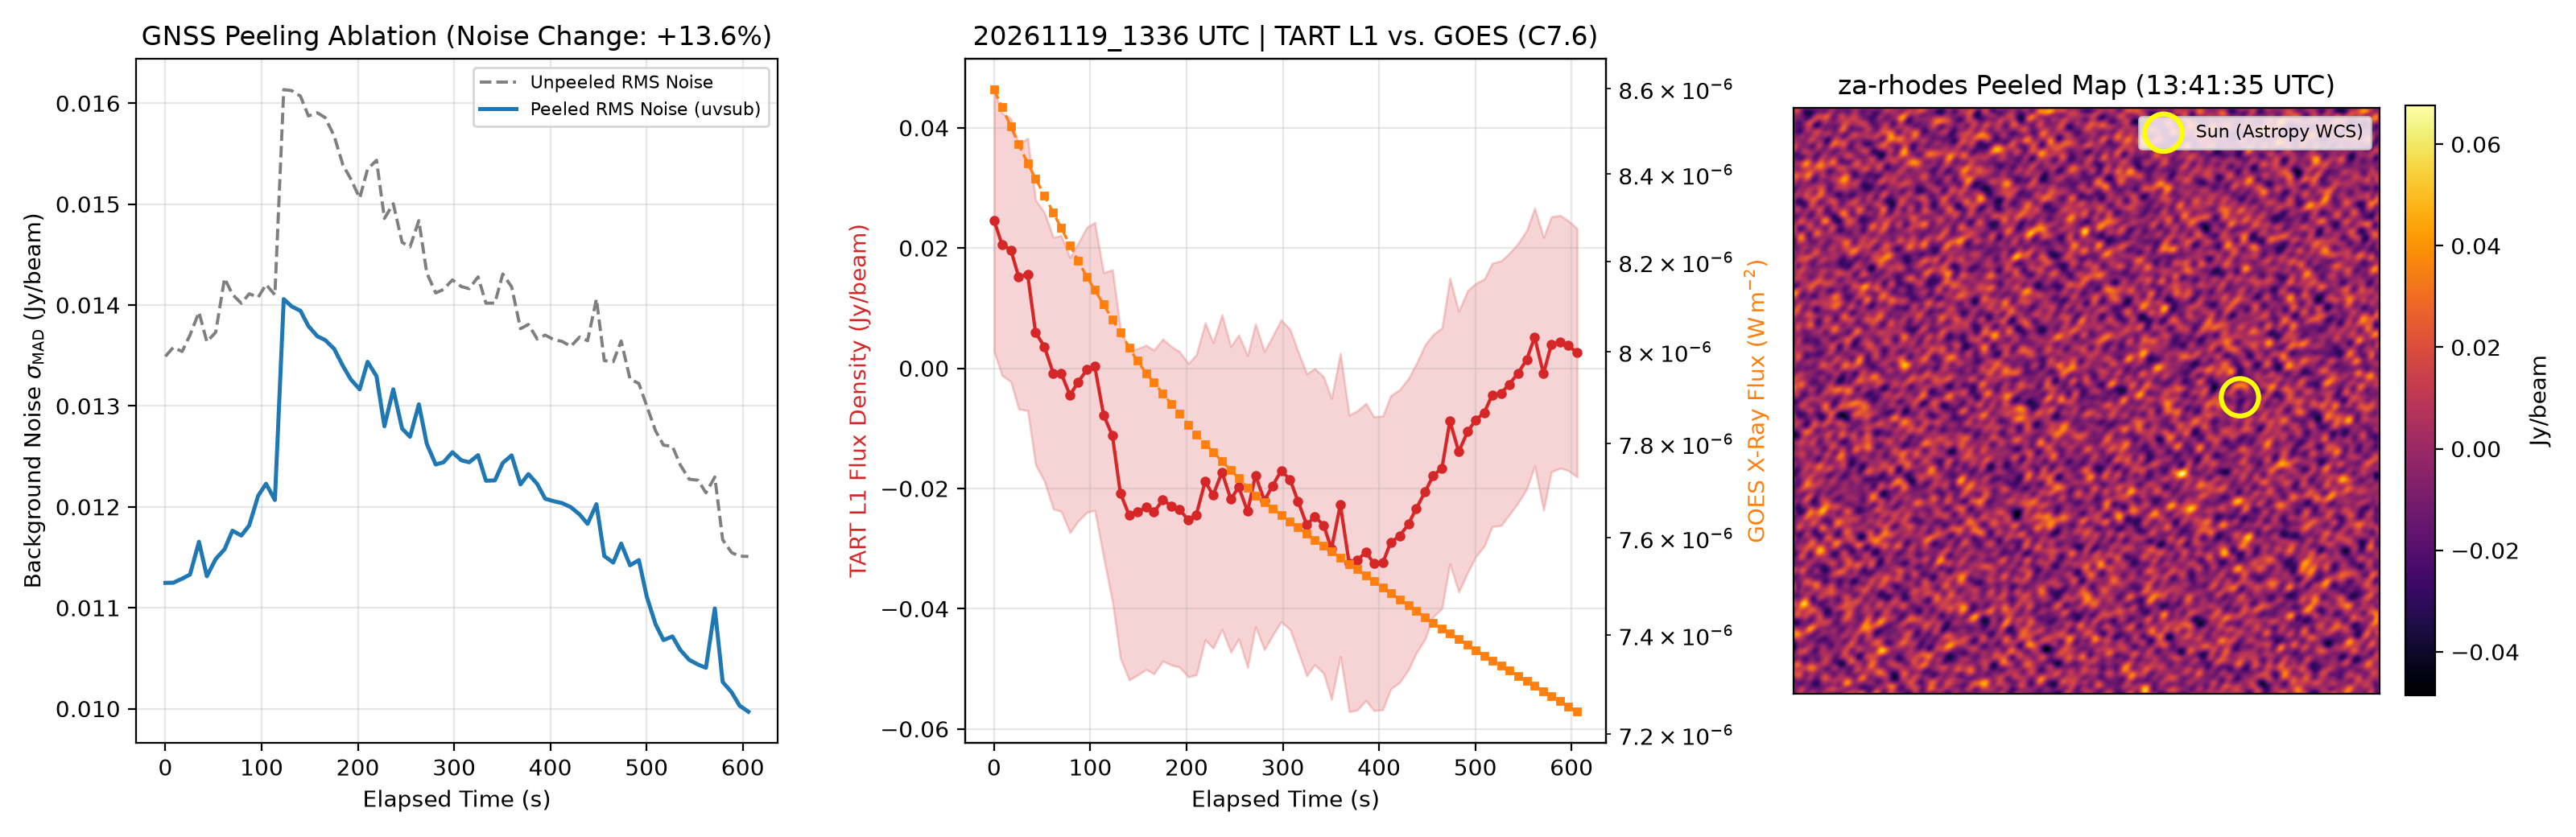 GNSS Peeling Ablation (Noise Change: +13.6%)
Unpeeled RMS Noise
Peeled RMS Noise (uvsub)
Background Noise σMAD (Jy/beam)
0.016
0.015
0.014
0.013
0.012
0.011
0.010
0 100 200 300 400 500 600
Elapsed Time (s)
20261119_1336 UTC | TART L1 vs. GOES (C7.6)
TART L1 Flux Density (Jy/beam)
0.04
0.02
0.00
−0.02
−0.04
−0.06
0 100 200 300 400 500 600
Elapsed Time (s)
8.6 × 10⁻⁶
8.4 × 10⁻⁶
8.2 × 10⁻⁶
8 × 10⁻⁶
7.8 × 10⁻⁶
7.6 × 10⁻⁶
7.4 × 10⁻⁶
7.2 × 10⁻⁶
GOES X-Ray Flux (W m⁻²)
za-rhodes Peeled Map (13:41:35 UTC)
Sun (Astropy WCS)
0.06
0.04
0.02
0.00
−0.02
−0.04
Jy/beam